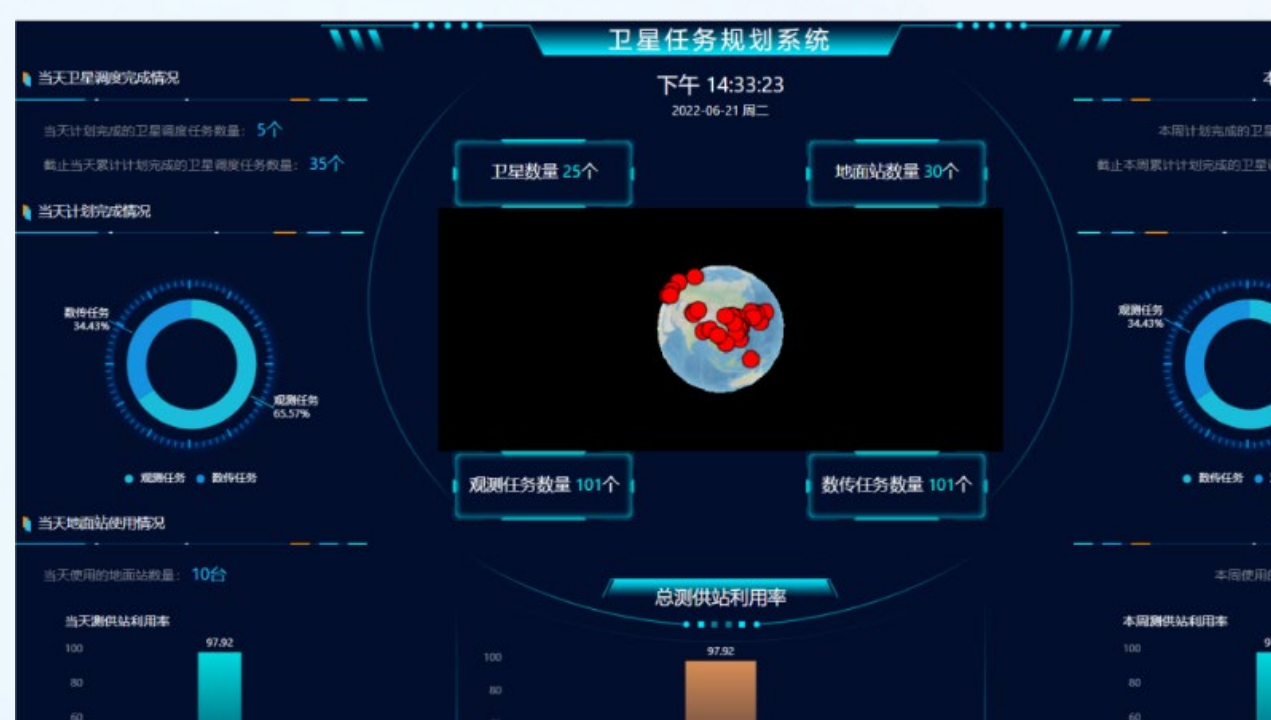 卫星任务规划系统
下午 14:33:23
2022-06-21 周二
当天卫星调度完成情况
当天计划完成的卫星调度任务数量: 5个
截止当天累计计划完成的卫星调度任务数量: 35个
当天计划完成情况
数传任务
34.43%
观测任务
65.57%
观测任务 数传任务
当天地面站使用情况
当天使用的地面站数量: 10台
当天测供站利用率
97.92
100
80
60
卫星数量 25个
地面站数量 30个
观测任务数量 101个
数传任务数量 101个
总测供站利用率
97.92
100
80
本周计划完成的卫星
截止本周累计计划完成的卫星
观测任务
34.43%
数传任务
本周使用的
本周测供站利用率
100
80
60